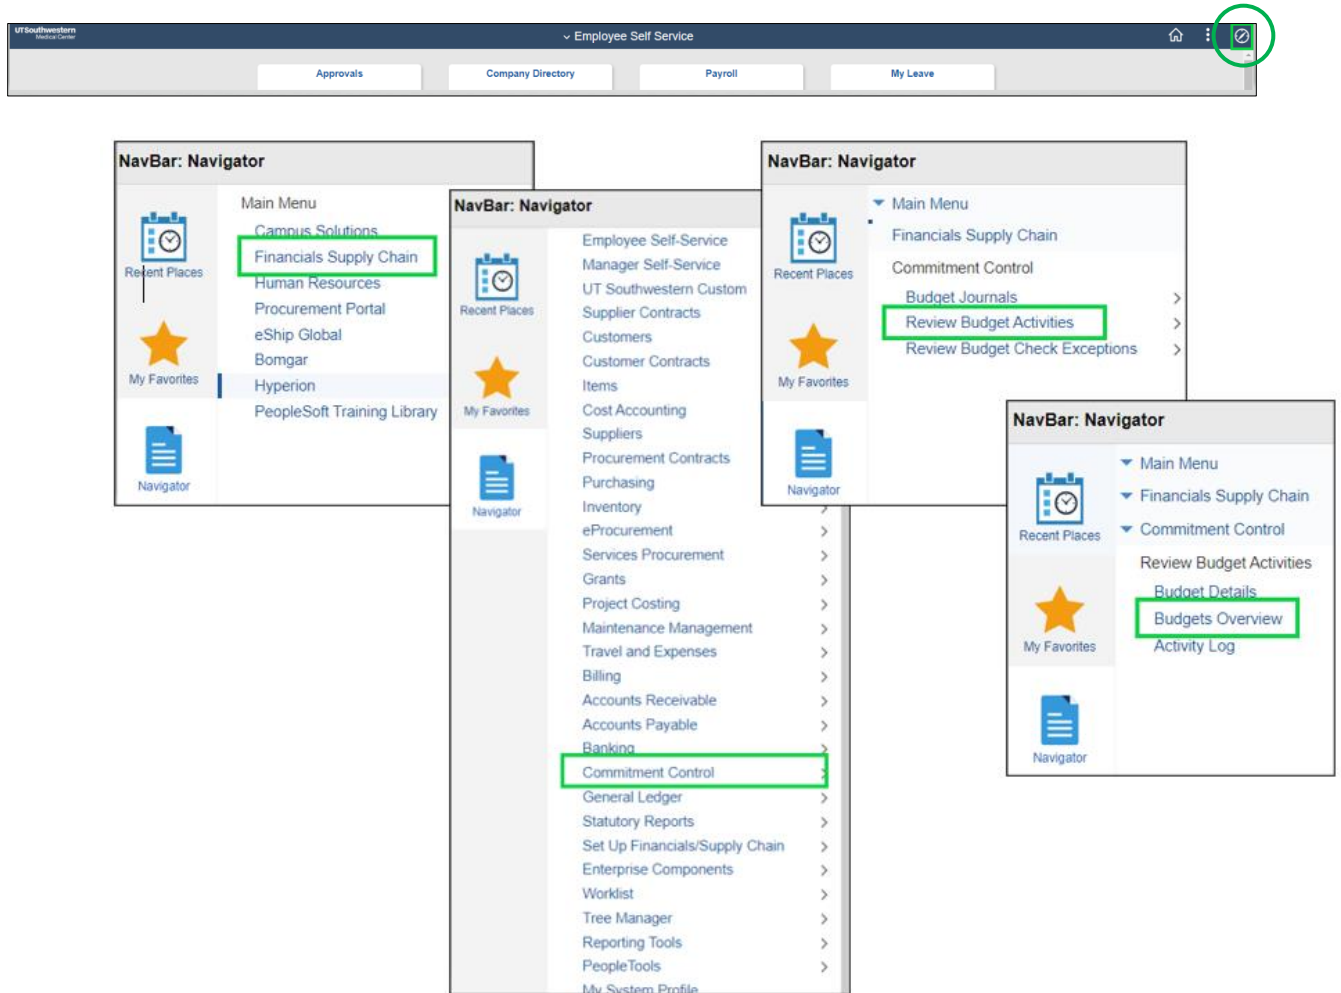 UTSouthwestern
Medical Center
Employee Self Service
Approvals
Company Directory
Payroll
My Leave
NavBar: Navigator
Recent Places
My Favorites
Navigator
Main Menu
Campus Solutions
Financials Supply Chain
Human Resources
Procurement Portal
eShip Global
Bomgar
Hyperion
PeopleSoft Training Library
NavBar: Navigator
Recent Places
My Favorites
Navigator
Employee Self-Service
Manager Self-Service
UT Southwestern Custom
Supplier Contracts
Customers
Customer Contracts
Items
Cost Accounting
Suppliers
Procurement Contracts
Purchasing
Inventory
eProcurement
Services Procurement
Grants
Project Costing
Maintenance Management
Travel and Expenses
Billing
Accounts Receivable
Accounts Payable
Banking
Commitment Control
General Ledger
Statutory Reports
Set Up Financials/Supply Chain
Enterprise Components
Worklist
Tree Manager
Reporting Tools
PeopleTools
My System Profile
NavBar: Navigator
Recent Places
My Favorites
Navigator
Main Menu
Financials Supply Chain
Commitment Control
Budget Journals
Review Budget Activities
Review Budget Check Exceptions
NavBar: Navigator
Recent Places
My Favorites
Navigator
Main Menu
Financials Supply Chain
Commitment Control
Review Budget Activities
Budget Details
Budgets Overview
Activity Log